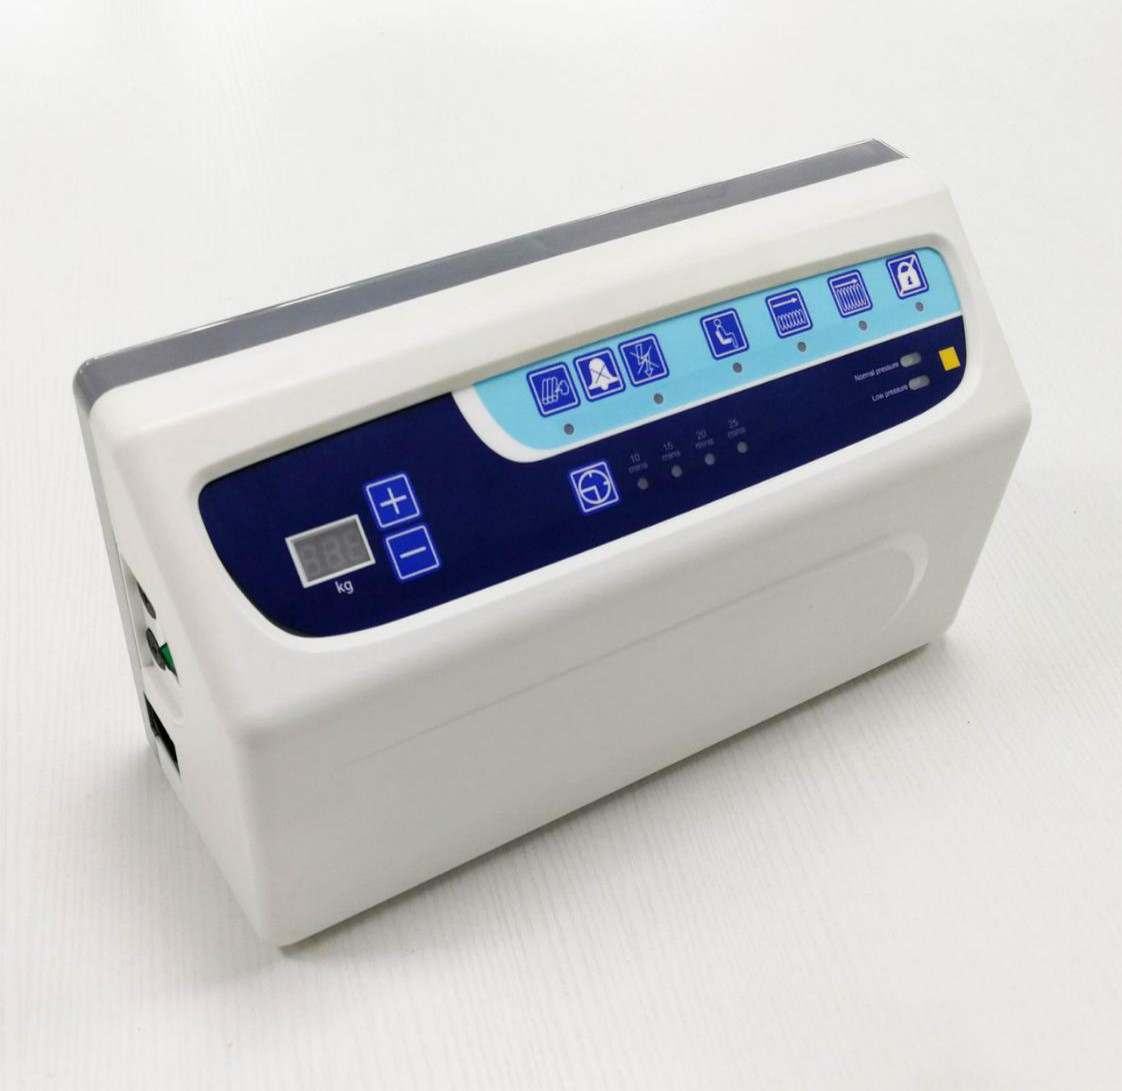 kg
10 mins
15 mins
20 mins
25 mins
Normal pressure
Low pressure